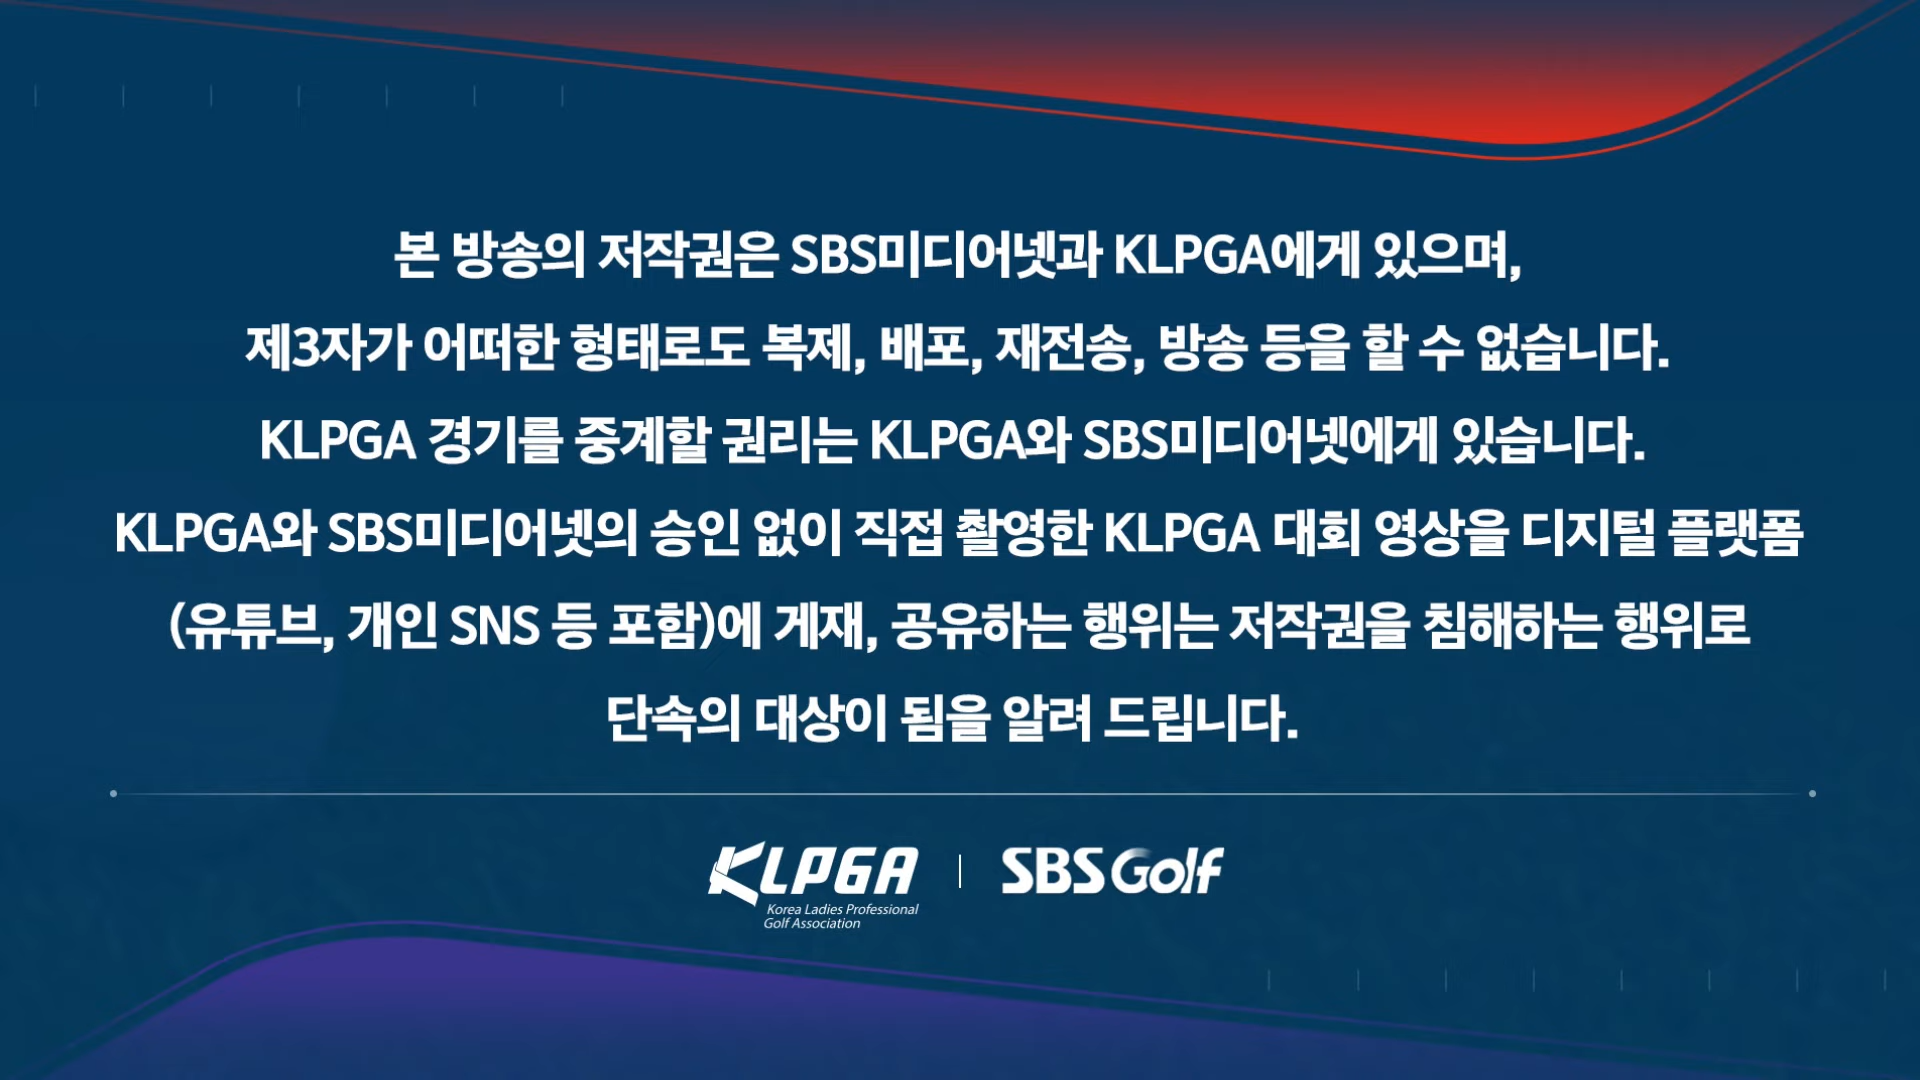 본 방송의 저작권은 SBS미디어넷과 KLPGA에게 있으며,
제3자가 어떠한 형태로도 복제, 배포, 재전송, 방송 등을 할 수 없습니다.
KLPGA 경기를 중계할 권리는 KLPGA와 SBS미디어넷에게 있습니다.
KLPGA와 SBS미디어넷의 승인 없이 직접 촬영한 KLPGA 대회 영상을 디지털 플랫폼
(유튜브, 개인 SNS 등 포함)에 게재, 공유하는 행위는 저작권을 침해하는 행위로
단속의 대상이 됨을 알려 드립니다.
KLPGA
Korea Ladies Professional
Golf Association
SBS Golf